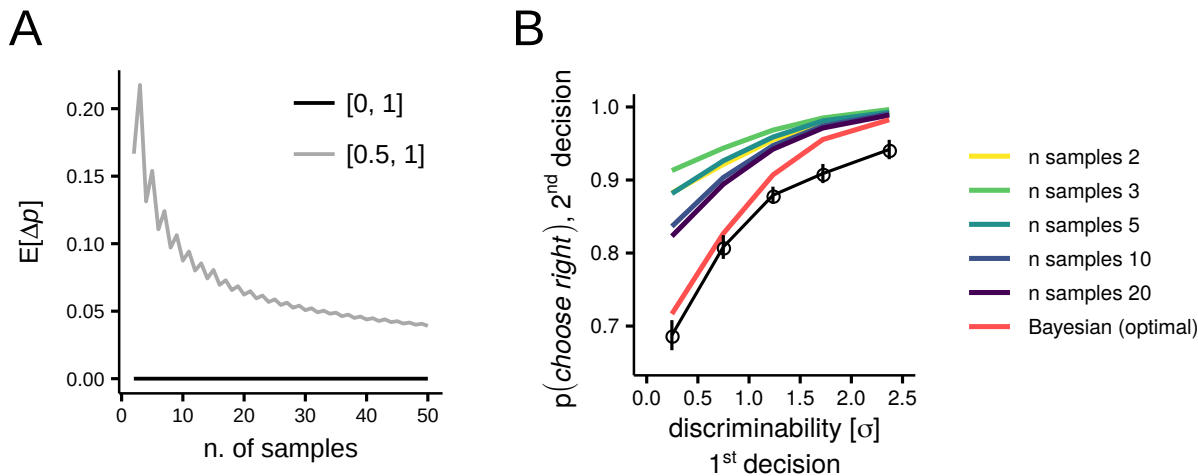 A
E[Δp]
0.20
0.15
0.10
0.05
0.00
0 10 20 30 40 50
n. of samples
[0, 1]
[0.5, 1]
B
p(choose right), 2nd decision
1.0
0.9
0.8
0.7
0.0 0.5 1.0 1.5 2.0 2.5
discriminability [σ]
1st decision
n samples 2
n samples 3
n samples 5
n samples 10
n samples 20
Bayesian (optimal)